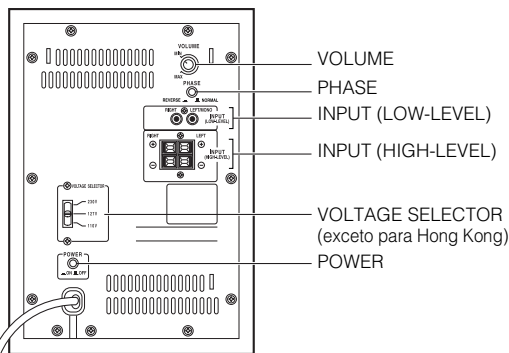 VOLUME
MIN
MAX
PHASE
REVERSE NORMAL
RIGHT LEFT/MONO
INPUT
(LOW-LEVEL)
RIGHT LEFT
INPUT
(HIGH-LEVEL)
VOLTAGE SELECTOR
230V
127V
110V
POWER
ON OFF
VOLUME
PHASE
INPUT (LOW-LEVEL)
INPUT (HIGH-LEVEL)
VOLTAGE SELECTOR
(exceto para Hong Kong)
POWER